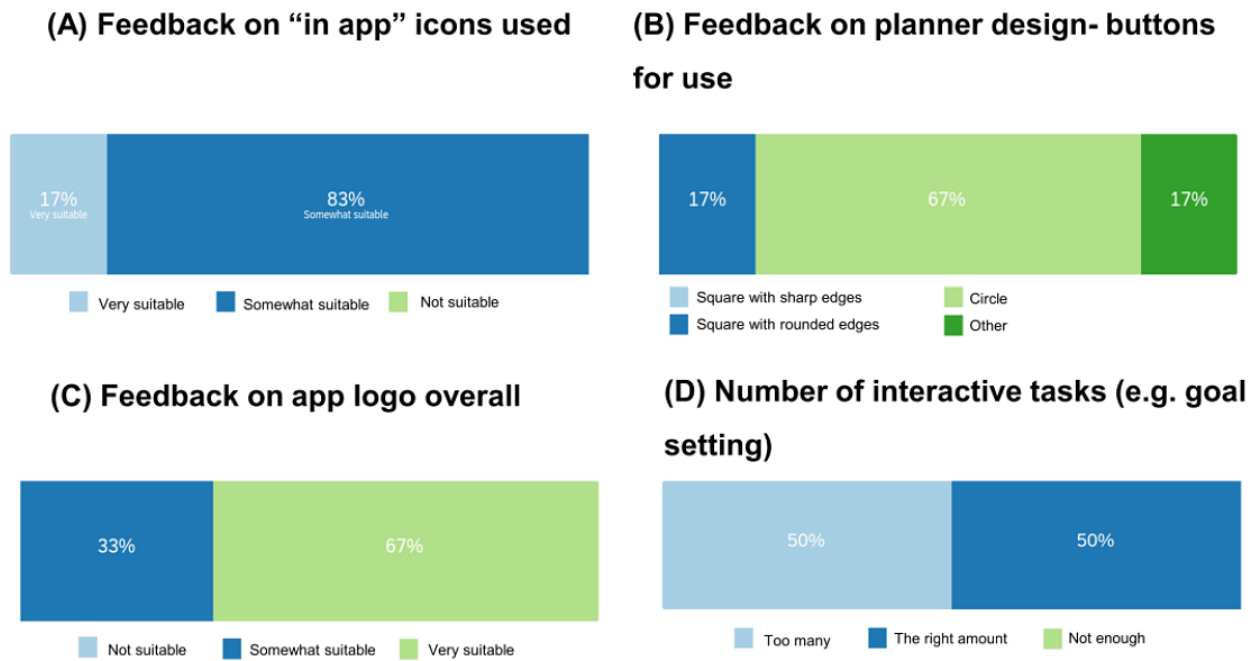 (A) Feedback on “in app” icons used
17%
Very suitable
83%
Somewhat suitable
Very suitable
Somewhat suitable
Not suitable
(B) Feedback on planner design- buttons
for use
17%
67%
17%
Square with sharp edges
Circle
Square with rounded edges
Other
(C) Feedback on app logo overall
33%
67%
Not suitable
Somewhat suitable
Very suitable
(D) Number of interactive tasks (e.g. goal
setting)
50%
50%
Too many
The right amount
Not enough